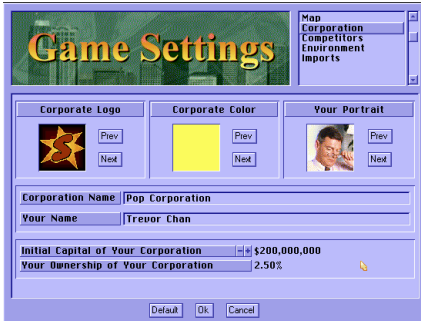 Game Settings
Map
Corporation
Competitors
Environment
Imports
Corporate Logo
Corporate Color
Your Portrait
S
Prev
Next
Prev
Next
Prev
Next
Corporation Name Pop Corporation
Your Name Trevor Chan
Initial Capital of Your Corporation -+ $200,000,000
Your Ownership of Your Corporation 2.50%
Default Ok Cancel